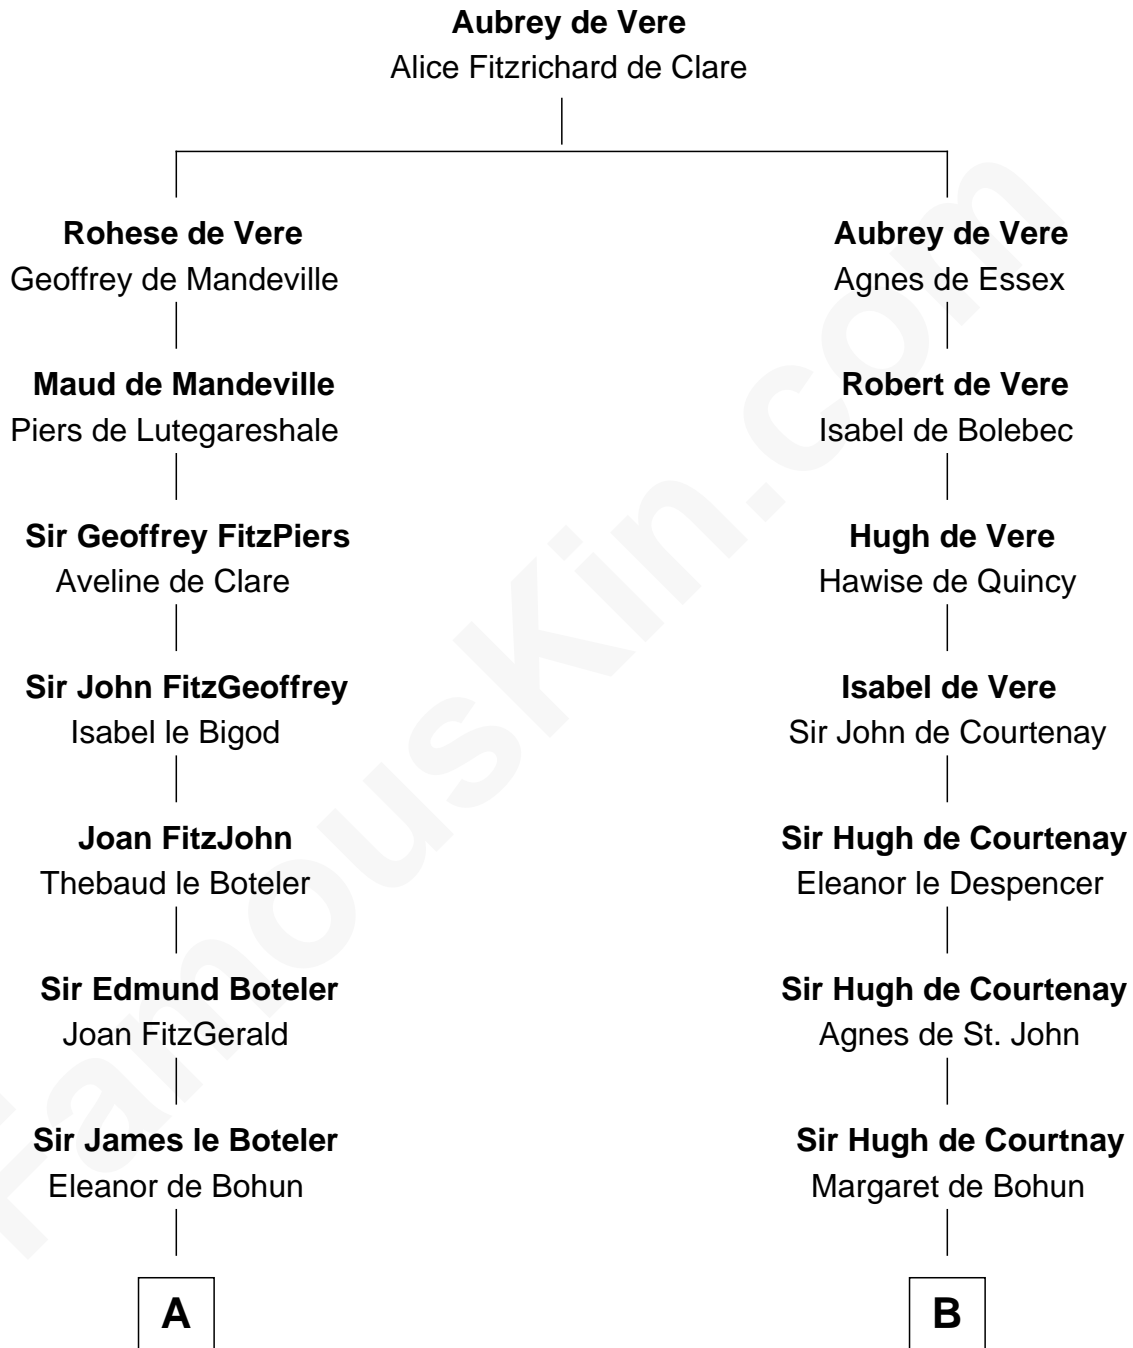 Aubrey de Vere
Alice Fitzrichard de Clare
Rohese de Vere
Geoffrey de Mandeville
Maud de Mandeville
Piers de Lutegareshale
Sir Geoffrey FitzPiers
Aveline de Clare
Sir John FitzGeoffrey
Isabel le Bigod
Joan FitzJohn
Thebaud le Boteler
Sir Edmund Boteler
Joan FitzGerald
Sir James le Boteler
Eleanor de Bohun
A
Aubrey de Vere
Agnes de Essex
Robert de Vere
Isabel de Bolebec
Hugh de Vere
Hawise de Quincy
Isabel de Vere
Sir John de Courtenay
Sir Hugh de Courtenay
Eleanor le Despencer
Sir Hugh de Courtenay
Agnes de St. John
Sir Hugh de Courtnay
Margaret de Bohun
B
FamousKin.com